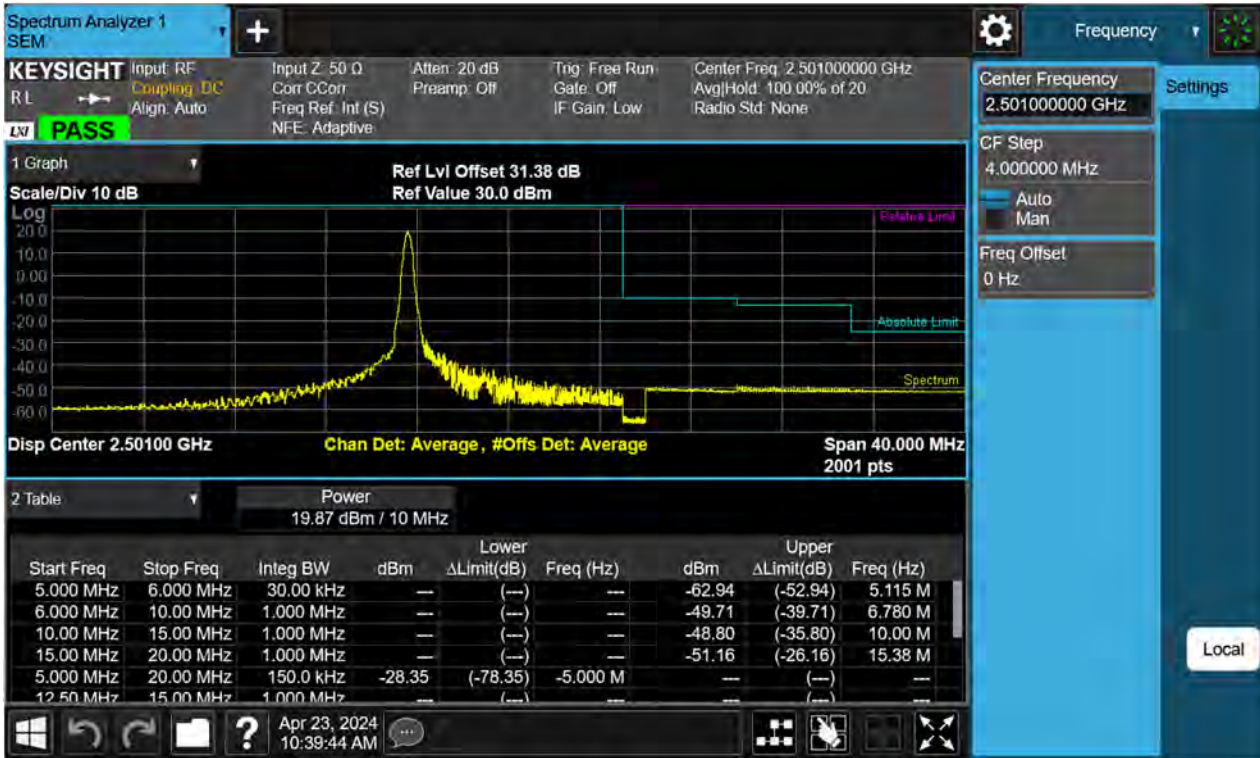 Spectrum Analyzer 1
SEM
+
Frequency
KEYSIGHT
R L
LXI PASS
Input: RF
Coupling: DC
Align: Auto
Input Z: 50 Ω
Corr CCorr
Freq Ref: Int (S)
NFE: Adaptive
Atten: 20 dB
Preamp: Off
Trig: Free Run
Gate: Off
IF Gain: Low
Center Freq: 2.501000000 GHz
Avg|Hold: 100.00% of 20
Radio Std: None
Center Frequency
2.501000000 GHz
Settings
CF Step
4.000000 MHz
Auto
Man
Freq Offset
0 Hz
Local
1 Graph
Scale/Div 10 dB
Ref Lvl Offset 31.38 dB
Ref Value 30.0 dBm
Log
20.0
10.0
0.00
-10.0
-20.0
-30.0
-40.0
-50.0
-60.0
Relative Limit
Absolute Limit
Spectrum
Disp Center 2.50100 GHz
Chan Det: Average, #Offs Det: Average
Span 40.000 MHz
2001 pts
2 Table
Power
19.87 dBm / 10 MHz
Lower Upper
Start Freq Stop Freq Integ BW dBm ΔLimit(dB) Freq (Hz) dBm ΔLimit(dB) Freq (Hz)
5.000 MHz 6.000 MHz 30.00 kHz --- (---) --- -62.94 (-52.94) 5.115 M
6.000 MHz 10.00 MHz 1.000 MHz --- (---) --- -49.71 (-39.71) 6.780 M
10.00 MHz 15.00 MHz 1.000 MHz --- (---) --- -48.80 (-35.80) 10.00 M
15.00 MHz 20.00 MHz 1.000 MHz --- (---) --- -51.16 (-26.16) 15.38 M
5.000 MHz 20.00 MHz 150.0 kHz -28.35 (-78.35) -5.000 M --- (---) ---
12.50 MHz 15.00 MHz 1.000 MHz --- (---) --- --- (---) ---
?
Apr 23, 2024
10:39:44 AM